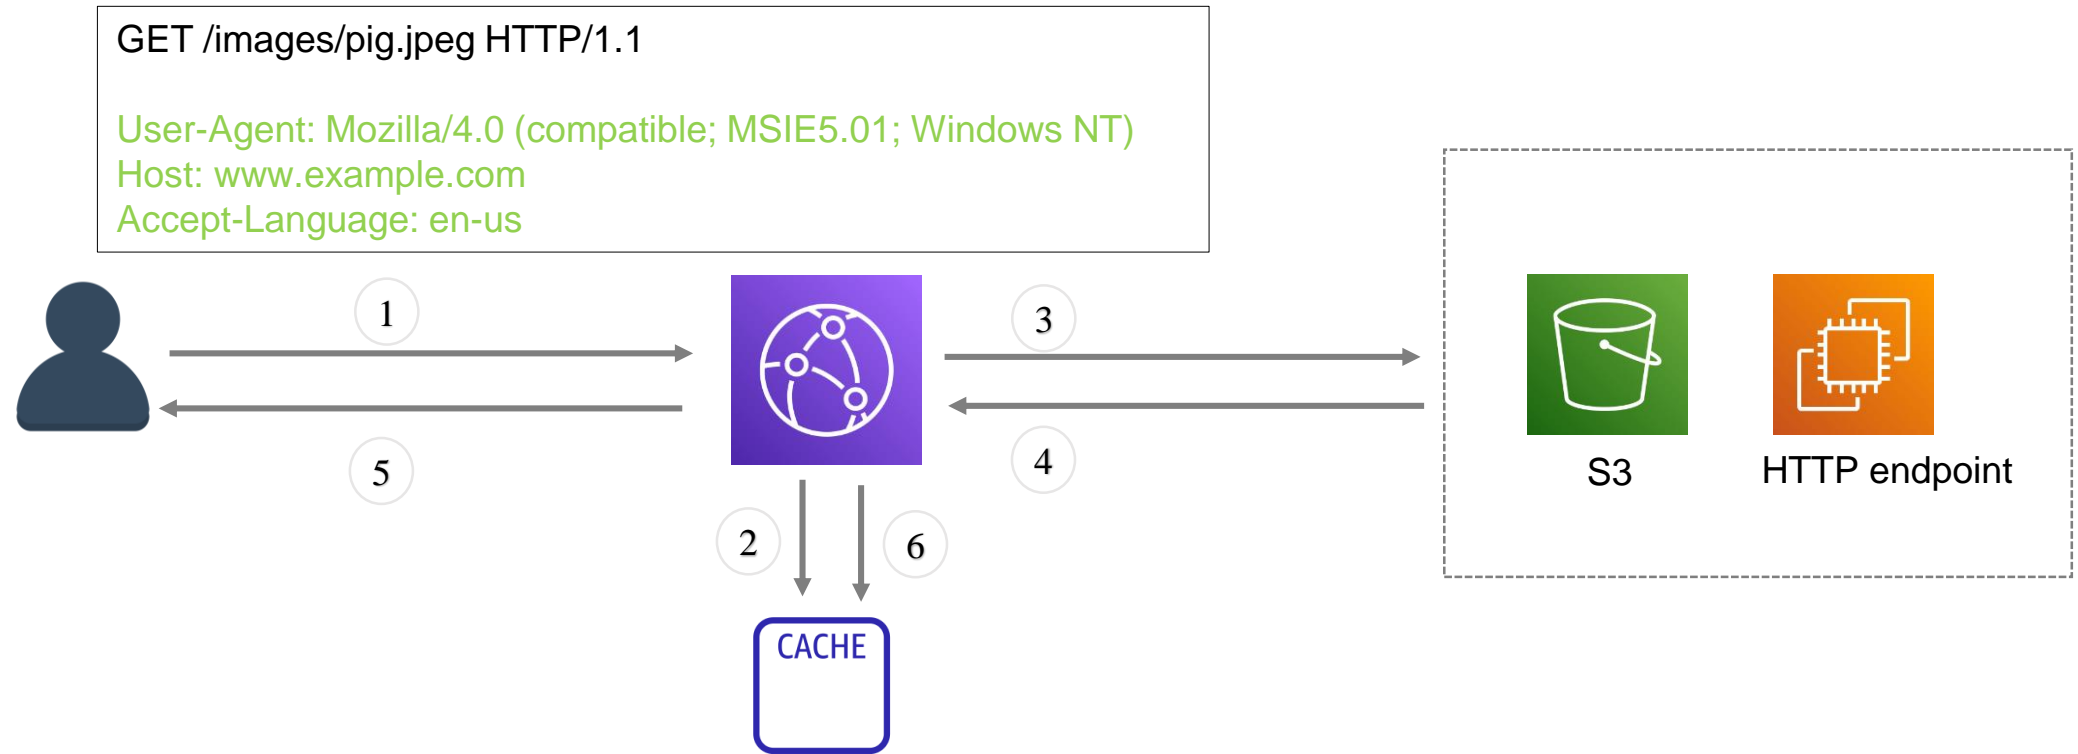 GET /images/pig.jpeg HTTP/1.1
User-Agent: Mozilla/4.0 (compatible; MSIE5.01; Windows NT)
Host: www.example.com
Accept-Language: en-us
1
3
5
4
S3
HTTP endpoint
2
6
CACHE